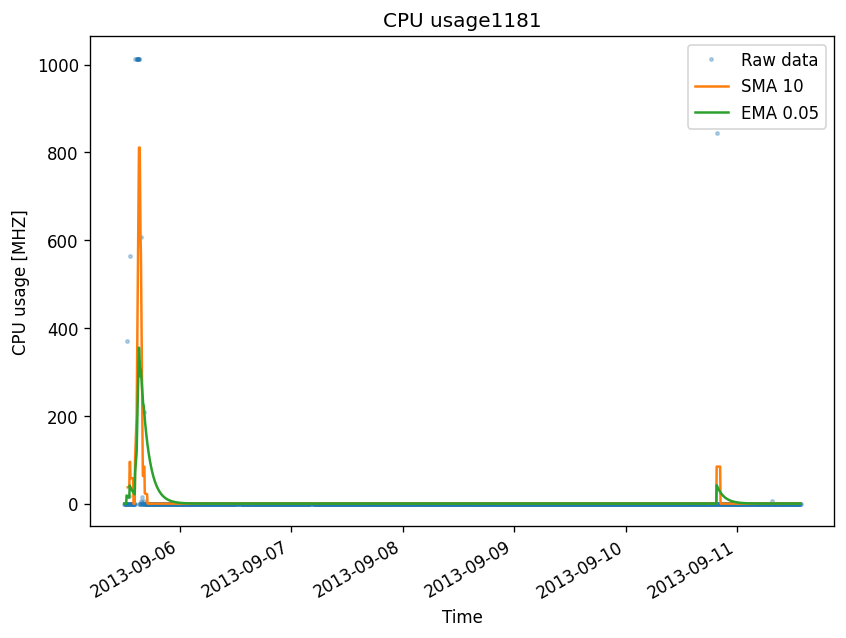 CPU usage1181
Raw data
SMA 10
EMA 0.05
CPU usage [MHZ]
1000
800
600
400
200
0
2013-09-06
2013-09-07
2013-09-08
2013-09-09
2013-09-10
2013-09-11
Time